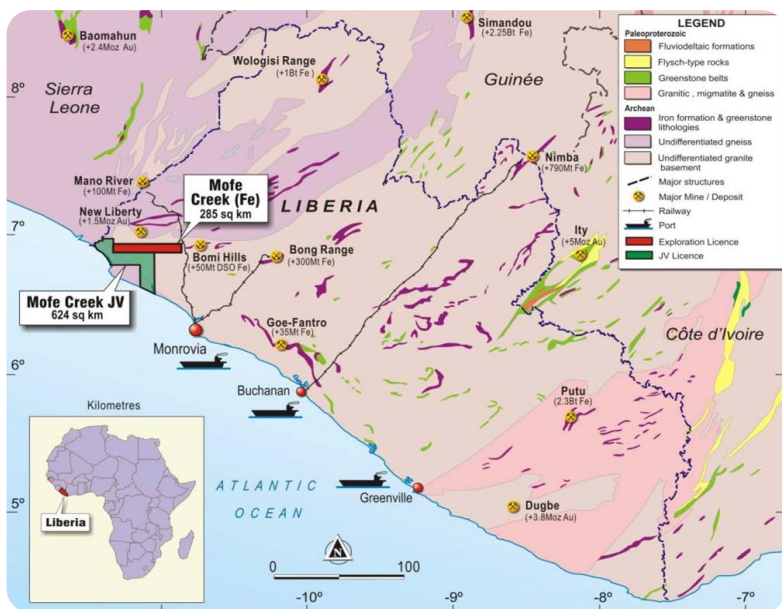 Baomahun
(+2.4Moz Au)
Simandou
(+2.25Bt Fe)
Wologisi Range
(+1Bt Fe)
Guinée
8°
Sierra
Leone
Mano River
(+100Mt Fe)
Mofe
Creek (Fe)
285 sq km
Nimba
(+790Mt Fe)
New Liberty
(+1.5Moz Au)
LIBERIA
7°
Ity
(+5Moz Au)
Bomi Hills
(+50Mt DSO Fe)
Bong Range
(+300Mt Fe)
Mofe Creek JV
624 sq km
Goe-Fantro
(+35Mt Fe)
Côte d'Ivoire
Monrovia
6°
Buchanan
Putu
(2.3Bt Fe)
Kilometres
ATLANTIC
OCEAN
Greenville
5°
Dugbe
(+3.8Moz Au)
Liberia
N
0
100
-10°
-9°
-8°
-7°
LEGEND
Paleoproterozoic
Fluviodeltaic formations
Flysch-type rocks
Greenstone belts
Granitic , migmatite & gneiss
Archean
Iron formation & greenstone
lithologies
Undifferentiated gneiss
Undifferentiated granite
basement
Major structures
Major Mine / Deposit
Railway
Port
Exploration Licence
JV Licence